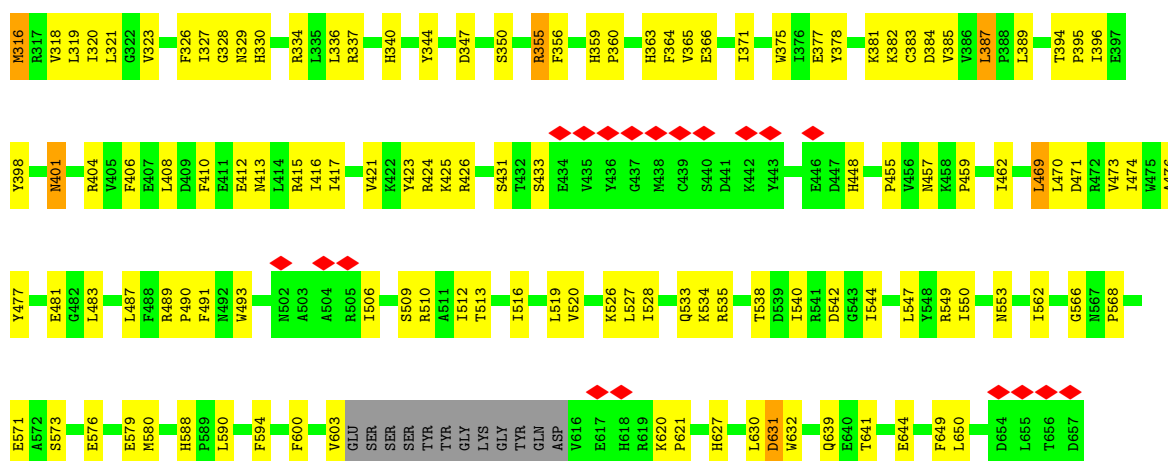 M316 R317 V318 L319 I320 L321 G322 V323 F326 I327 G328 N329 H330 R334 L335 L336 R337 H340 Y344 D347 S350 R355 F356 H359 P360 H363 F364 V365 E366 I371 W375 I376 E377 Y378 K381 K382 C383 D384 V385 V386 L387 P388 L389 T394 P395 I396 E397
Y398 N401 R404 V405 F406 E407 L408 D409 F410 E411 E412 N413 L414 R415 I416 I417 V421 K422 Y423 R424 K425 R426 S431 T432 S433 E434 V435 Y436 G437 M438 C439 S440 D441 K442 Y443 E446 D447 H448 P455 V456 N457 K458 P459 I462 L469 L470 D471 R472 V473 I474 W475 A476
Y477 E481 G482 L483 L487 F488 R489 P490 F491 N492 W493 N502 A503 A504 R505 I506 S509 R510 A511 I512 T513 I516 L519 V520 K526 L527 I528 Q533 K534 R535 T538 D539 I540 R541 D542 G543 I544 L547 Y548 R549 I550 N553 I562 G566 N567 P568
E571 A572 S573 E576 E579 M580 H588 P589 L590 F594 F600 V603 GLU SER SER SER TYR TYR GLY LYS GLY TYR GLN ASP V616 E617 H618 R619 K620 P621 H627 L630 D631 W632 Q639 E640 T641 E644 F649 L650 D654 L655 T656 D657